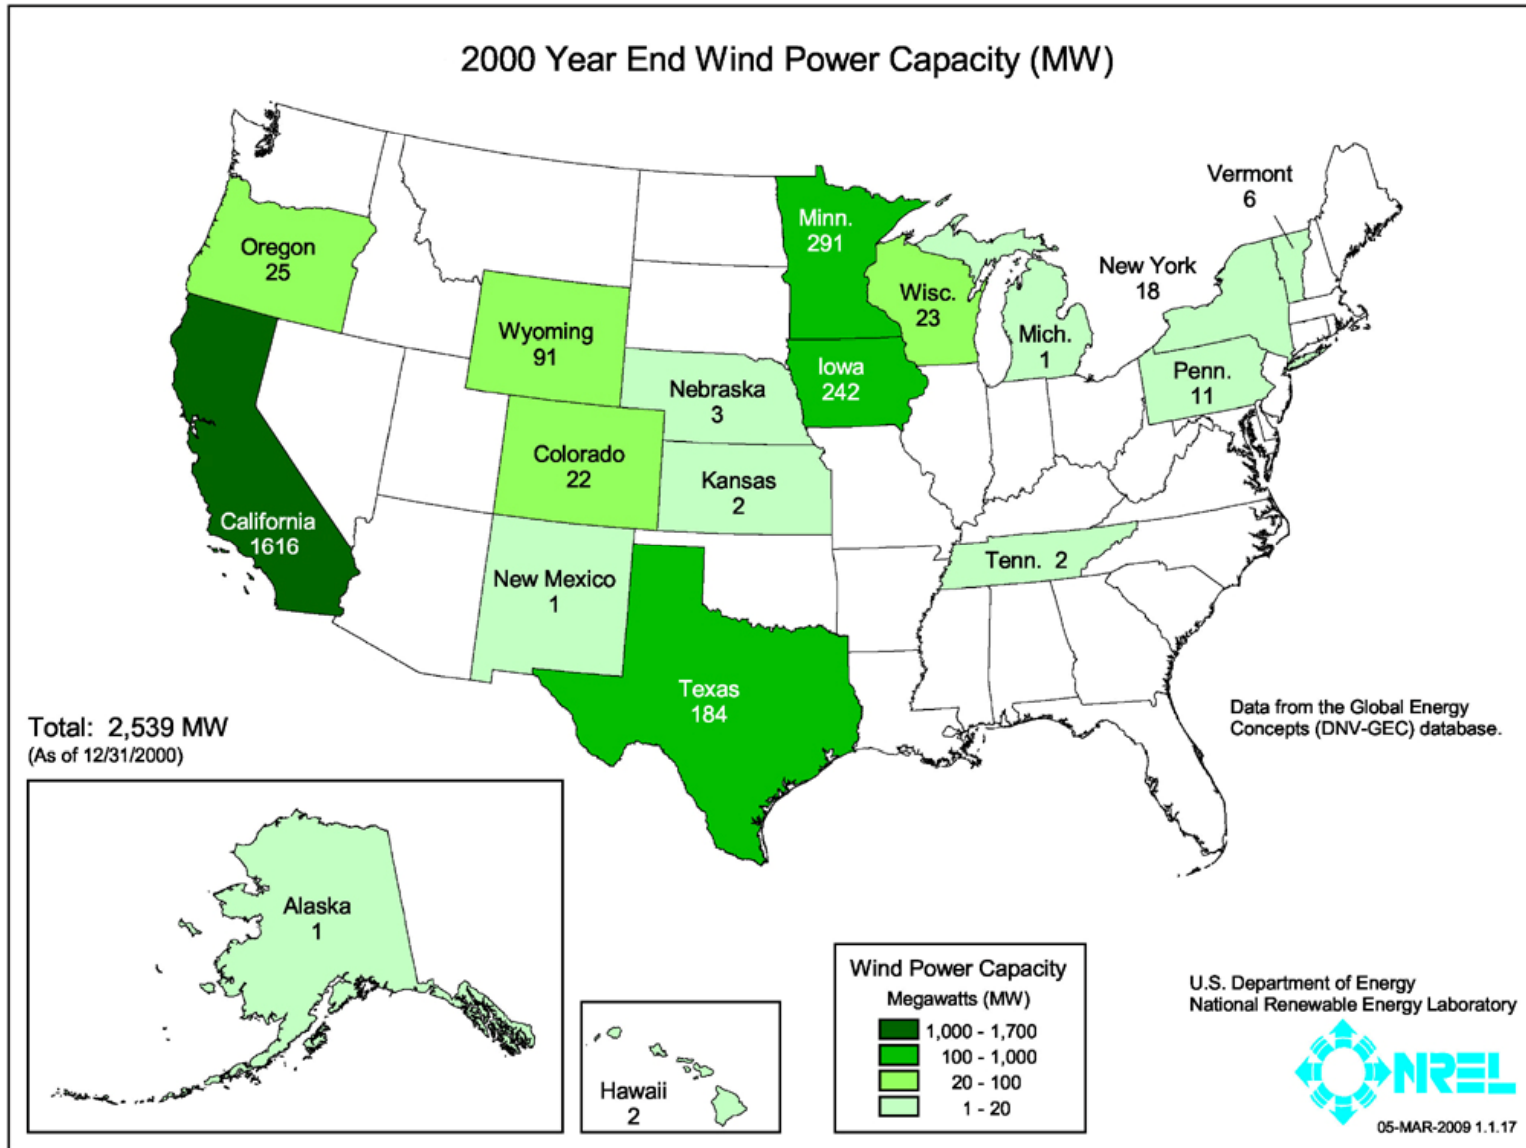 2000 Year End Wind Power Capacity (MW)
Vermont
6
Minn.
291
Oregon
25
New York
18
Wisc.
23
Wyoming
91
Mich.
1
Iowa
242
Penn.
11
Nebraska
3
Colorado
22
Kansas
2
California
1616
Tenn. 2
New Mexico
1
Texas
184
Data from the Global Energy
Concepts (DNV-GEC) database.
Total: 2,539 MW
(As of 12/31/2000)
Alaska
1
Hawaii
2
Wind Power Capacity
Megawatts (MW)
1,000 - 1,700
100 - 1,000
20 - 100
1 - 20
U.S. Department of Energy
National Renewable Energy Laboratory
NREL
05-MAR-2009 1.1.17